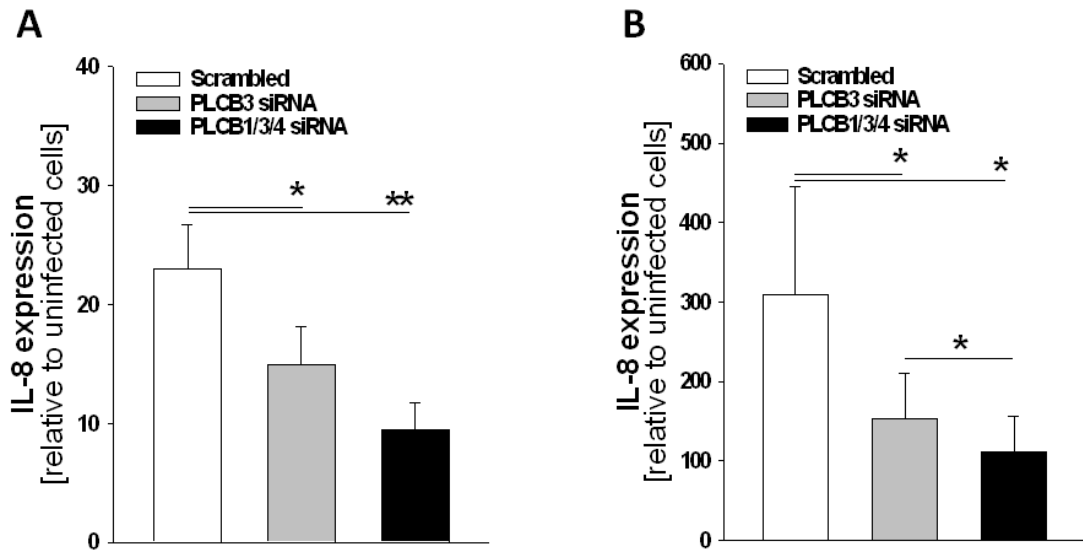 A
IL-8 expression
[relative to uninfected cells]
40
30
20
10
0
Scrambled
PLCB3 siRNA
PLCB1/3/4 siRNA
*
**
B
IL-8 expression
[relative to uninfected cells]
600
500
400
300
200
100
0
Scrambled
PLCB3 siRNA
PLCB1/3/4 siRNA
*
*
*